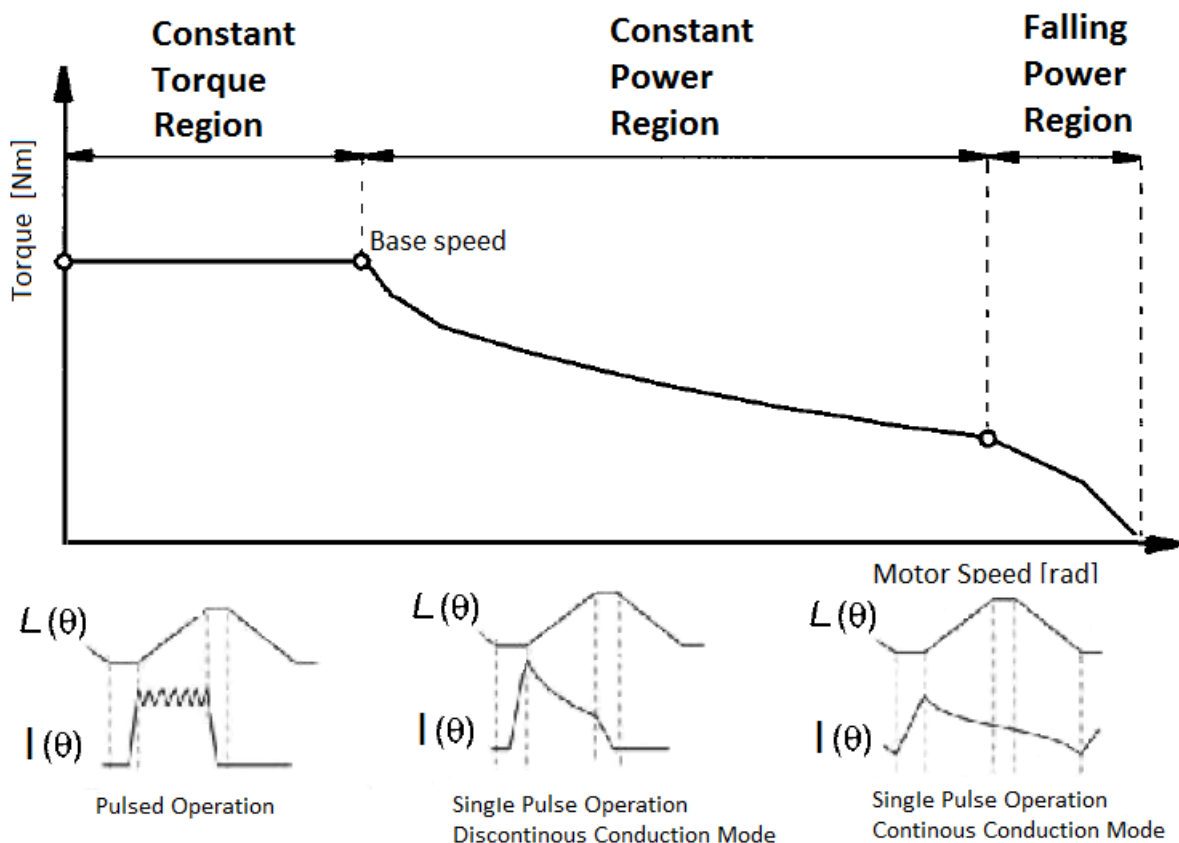 Constant
Torque
Region
Constant
Power
Region
Falling
Power
Region
Torque [Nm]
Base speed
Motor Speed [rad]
L(θ)
I(θ)
Pulsed Operation
L(θ)
I(θ)
Single Pulse Operation
Discontinous Conduction Mode
L(θ)
I(θ)
Single Pulse Operation
Continous Conduction Mode